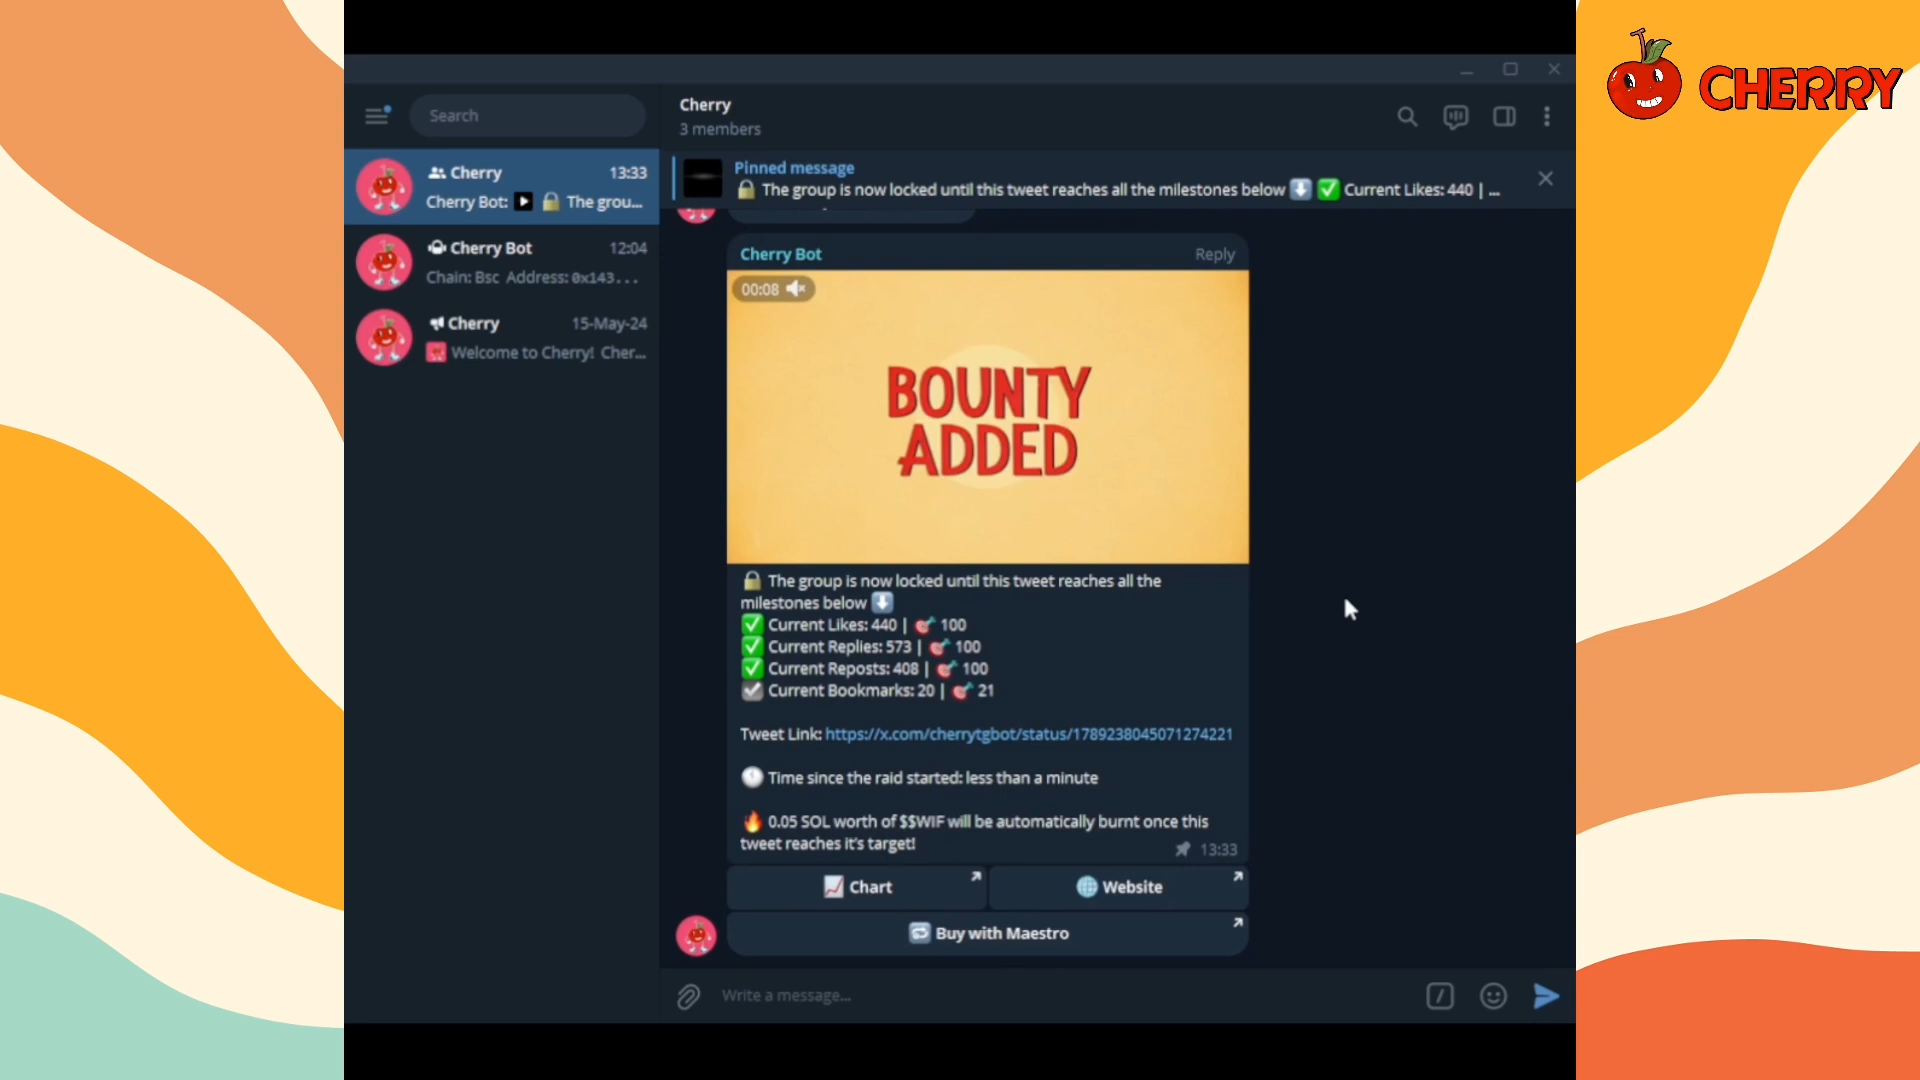 CHERRY
Search
Cherry
3 members
Pinned message
🔒 The group is now locked until this tweet reaches all the milestones below ⬇️ ✅ Current Likes: 440 | ...
Cherry 13:33
Cherry Bot: ▶ 🔒 The grou...
Cherry Bot 12:04
Chain: Bsc Address: 0x143...
Cherry 15-May-24
Welcome to Cherry! Cher...
Cherry Bot Reply
00:08
BOUNTY
ADDED
🔒 The group is now locked until this tweet reaches all the
milestones below ⬇️
✅ Current Likes: 440 | 🎯 100
✅ Current Replies: 573 | 🎯 100
✅ Current Reposts: 408 | 🎯 100
☑️ Current Bookmarks: 20 | 🎯 21
Tweet Link: https://x.com/cherrytgbot/status/1789238045071274221
🕛 Time since the raid started: less than a minute
🔥 0.05 SOL worth of $$WIF will be automatically burnt once this
tweet reaches it's target!
13:33
📈 Chart
🌐 Website
🔁 Buy with Maestro
Write a message...